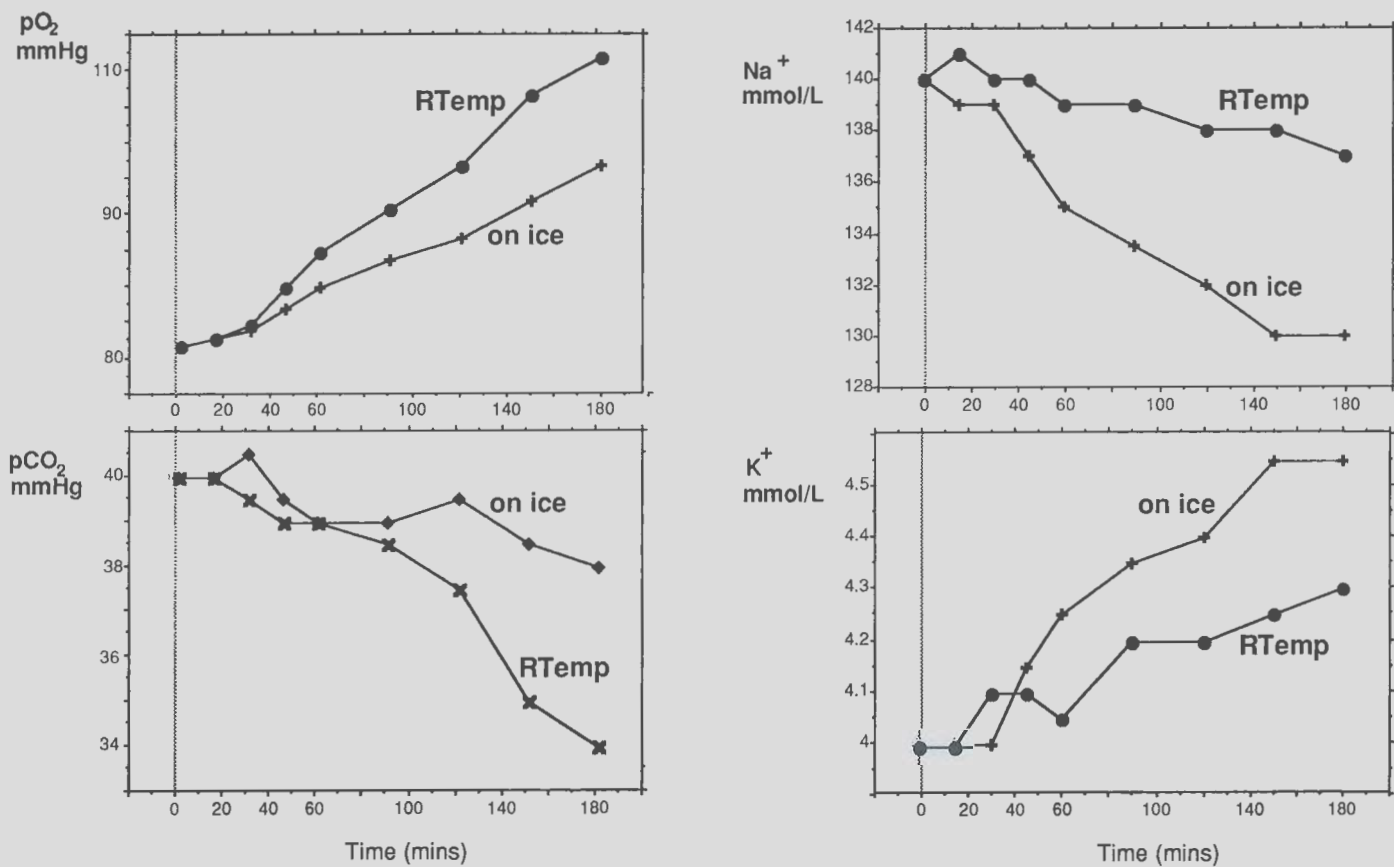 pO₂
mmHg
110
90
80
RTemp
on ice
0 20 40 60 100 140 180
Na⁺
mmol/L
142
140
138
136
134
132
130
128
RTemp
on ice
0 20 40 60 100 140 180
pCO₂
mmHg
40
38
36
34
on ice
RTemp
0 20 40 60 100 140 180
Time (mins)
K⁺
mmol/L
4.5
4.4
4.3
4.2
4.1
4
on ice
RTemp
0 20 40 60 100 140 180
Time (mins)